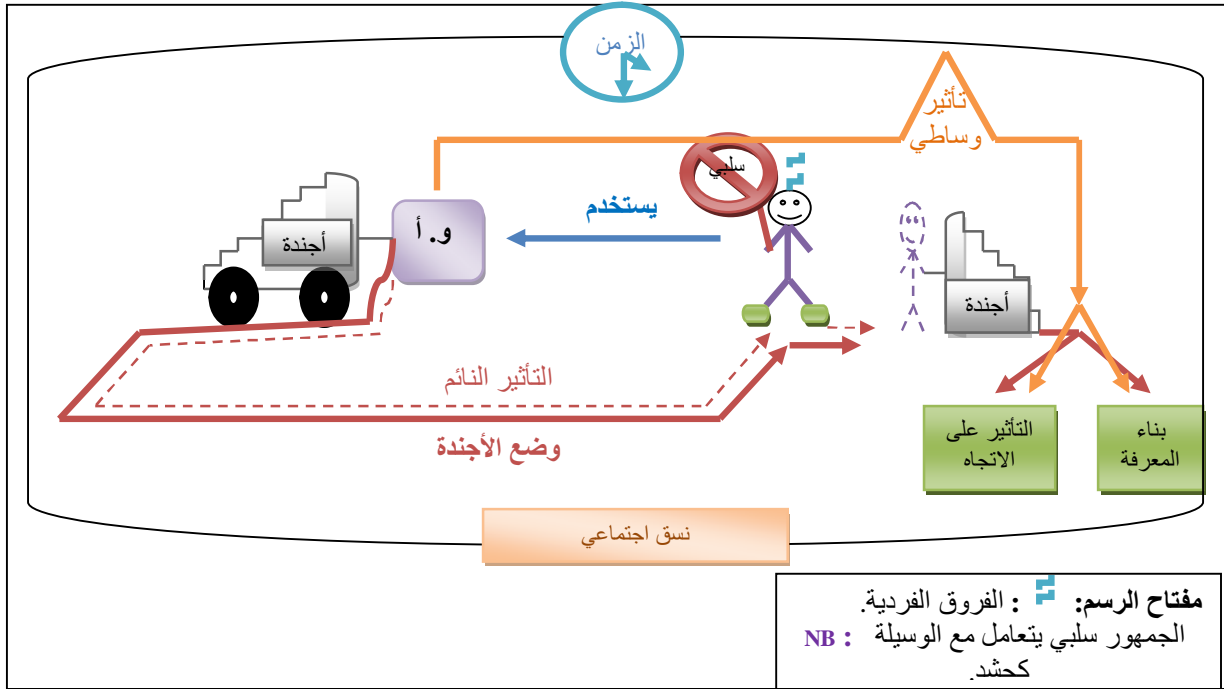 الزمن
تأثير
وساطي
سلبي
يستخدم
و. أ
أجندة
أجندة
التأثير النائم
وضع الأجندة
التأثير على
الاتجاه
بناء
المعرفة
نسق اجتماعي
مفتاح الرسم: : الفروق الفردية.
NB : الجمهور سلبي يتعامل مع الوسيلة
كحشد.